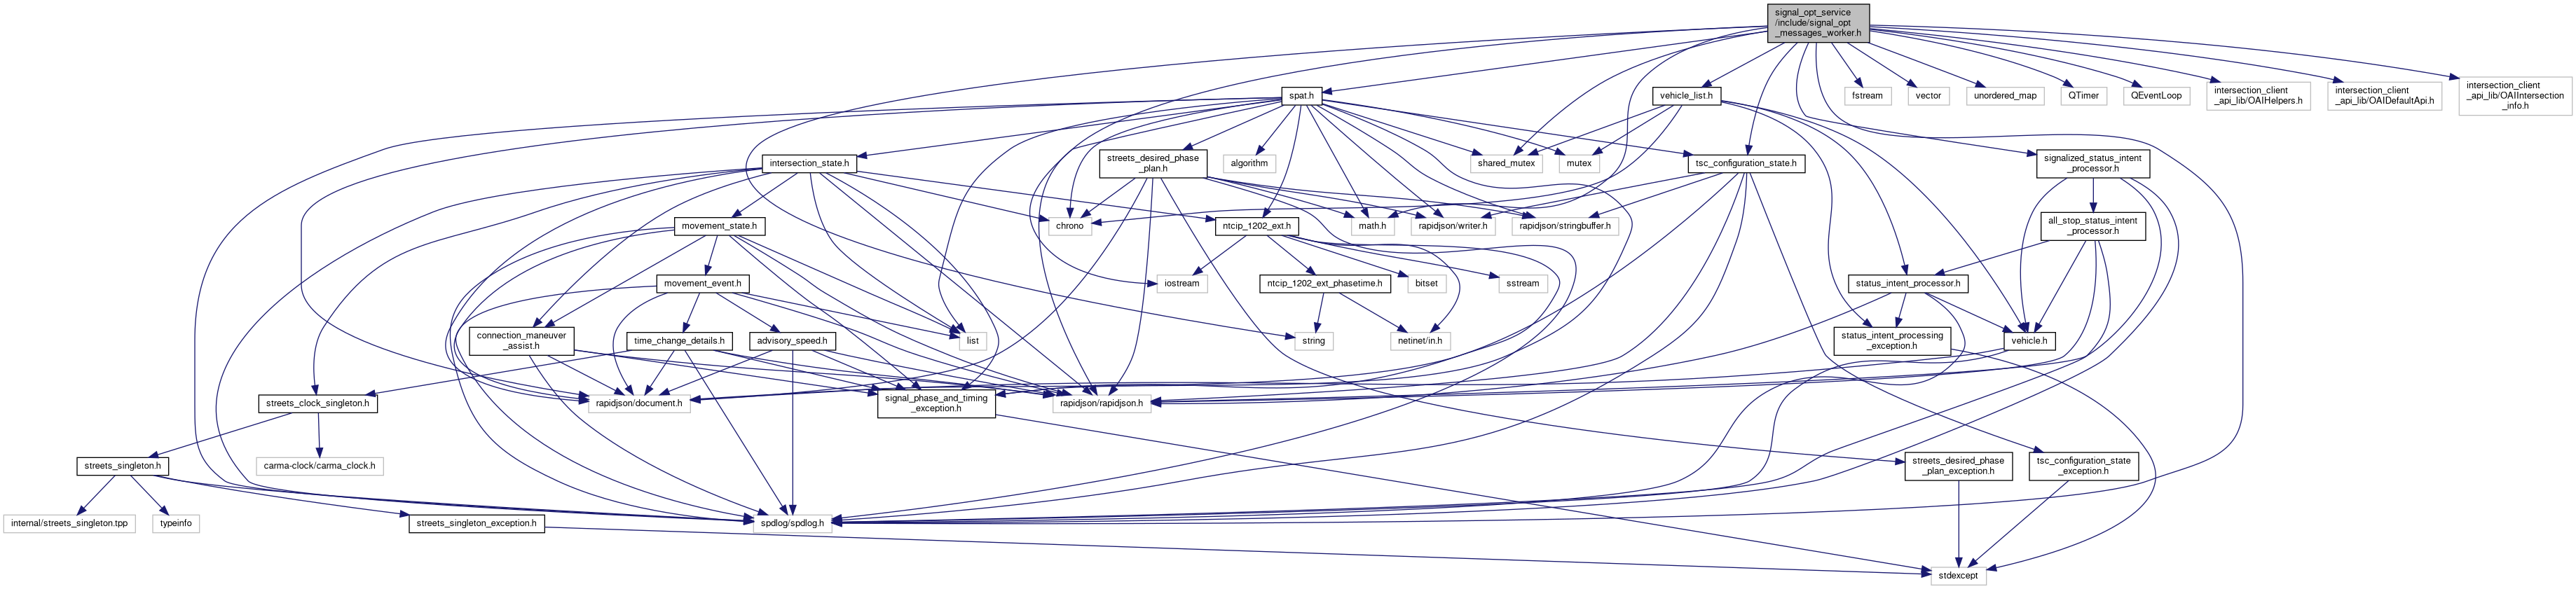 signal_opt_service
/include/signal_opt
_messages_worker.h
spat.h
vehicle_list.h
fstream
vector
unordered_map
QTimer
QEventLoop
intersection_client
_api_lib/OAIHelpers.h
intersection_client
_api_lib/OAIDefaultApi.h
intersection_client
_api_lib/OAIIntersection
_info.h
intersection_state.h
streets_desired_phase
_plan.h
algorithm
shared_mutex
mutex
tsc_configuration_state.h
signalized_status_intent
_processor.h
movement_state.h
chrono
ntcip_1202_ext.h
math.h
rapidjson/writer.h
rapidjson/stringbuffer.h
all_stop_status_intent
_processor.h
movement_event.h
iostream
ntcip_1202_ext_phasetime.h
bitset
sstream
status_intent_processor.h
connection_maneuver
_assist.h
time_change_details.h
advisory_speed.h
list
string
netinet/in.h
status_intent_processing
_exception.h
vehicle.h
streets_clock_singleton.h
rapidjson/document.h
signal_phase_and_timing
_exception.h
rapidjson/rapidjson.h
streets_singleton.h
carma-clock/carma_clock.h
streets_desired_phase
_plan_exception.h
tsc_configuration_state
_exception.h
internal/streets_singleton.tpp
typeinfo
streets_singleton_exception.h
spdlog/spdlog.h
stdexcept